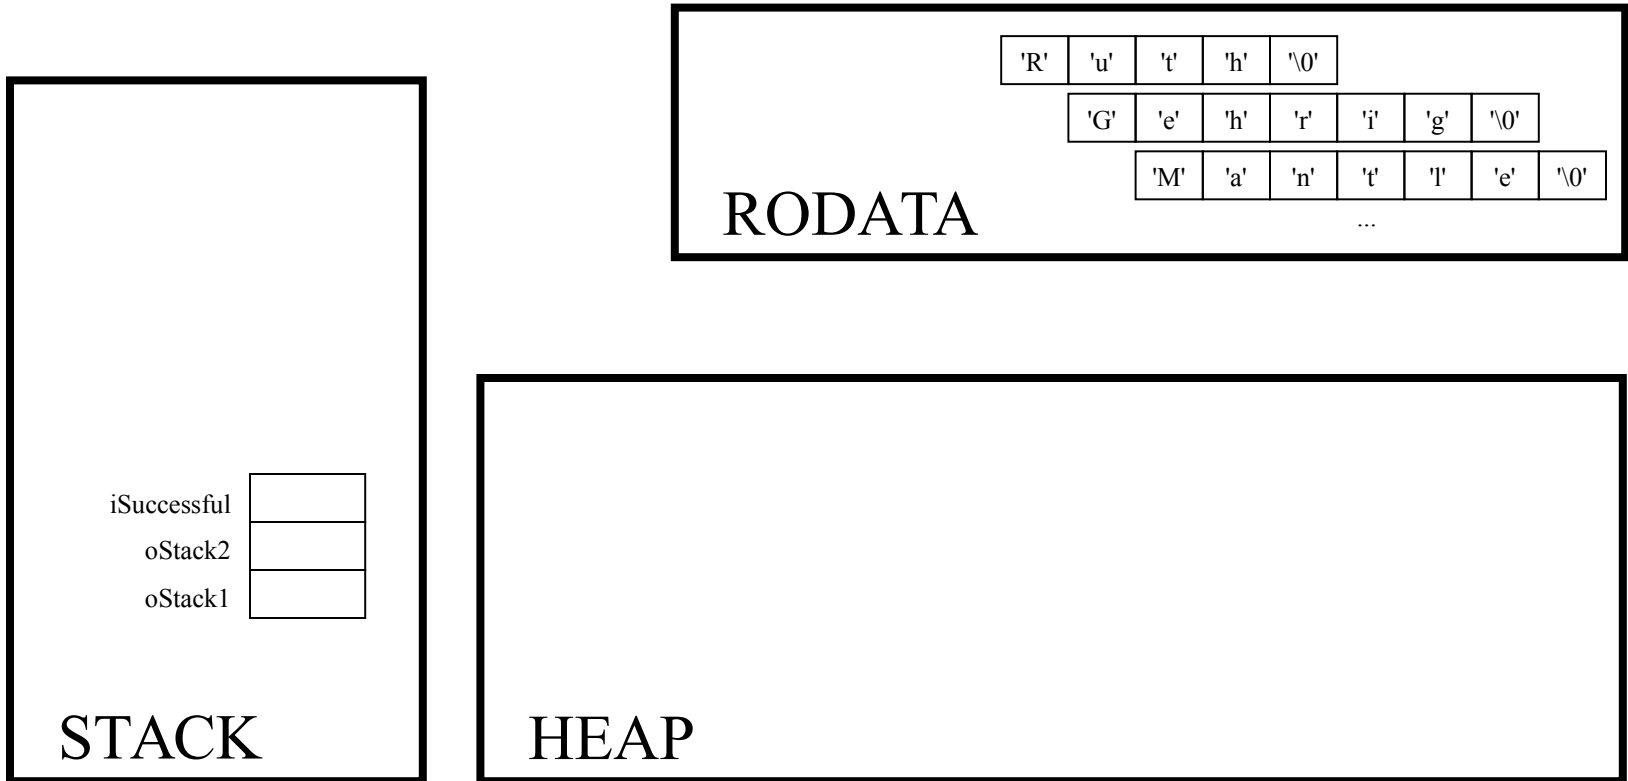 'R' 'u' 't' 'h' '\0'
'G' 'e' 'h' 'r' 'i' 'g' '\0'
'M' 'a' 'n' 't' 'l' 'e' '\0'
...
RODATA
iSuccessful
oStack2
oStack1
STACK
HEAP